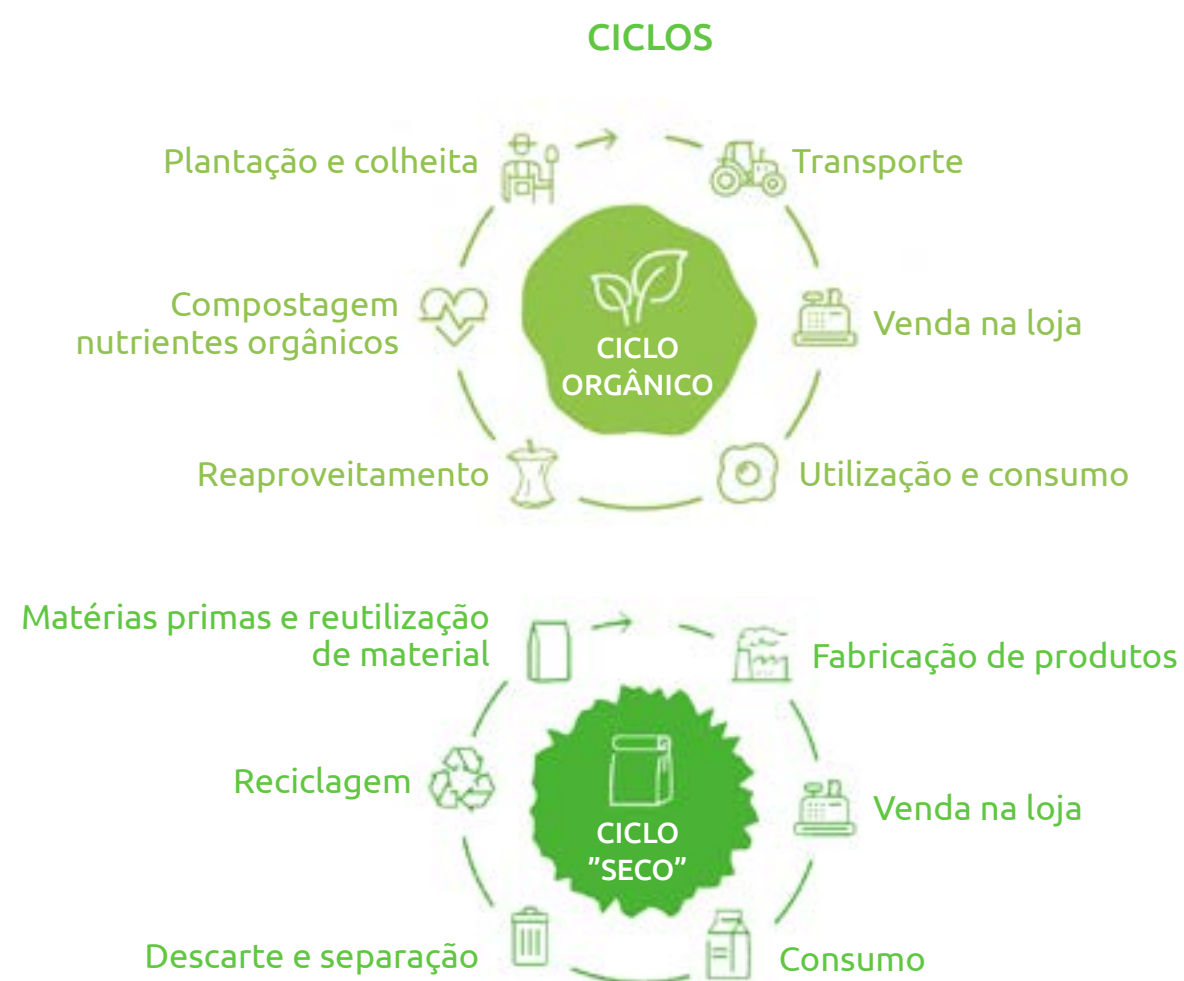 CICLOS
Plantação e colheita
Transporte
Compostagem
nutrientes orgânicos
Venda na loja
CICLO
ORGÂNICO
Reaproveitamento
Utilização e consumo
Matérias primas e reutilização
de material
Fabricação de produtos
Reciclagem
Venda na loja
CICLO
”SECO”
Descarte e separação
Consumo